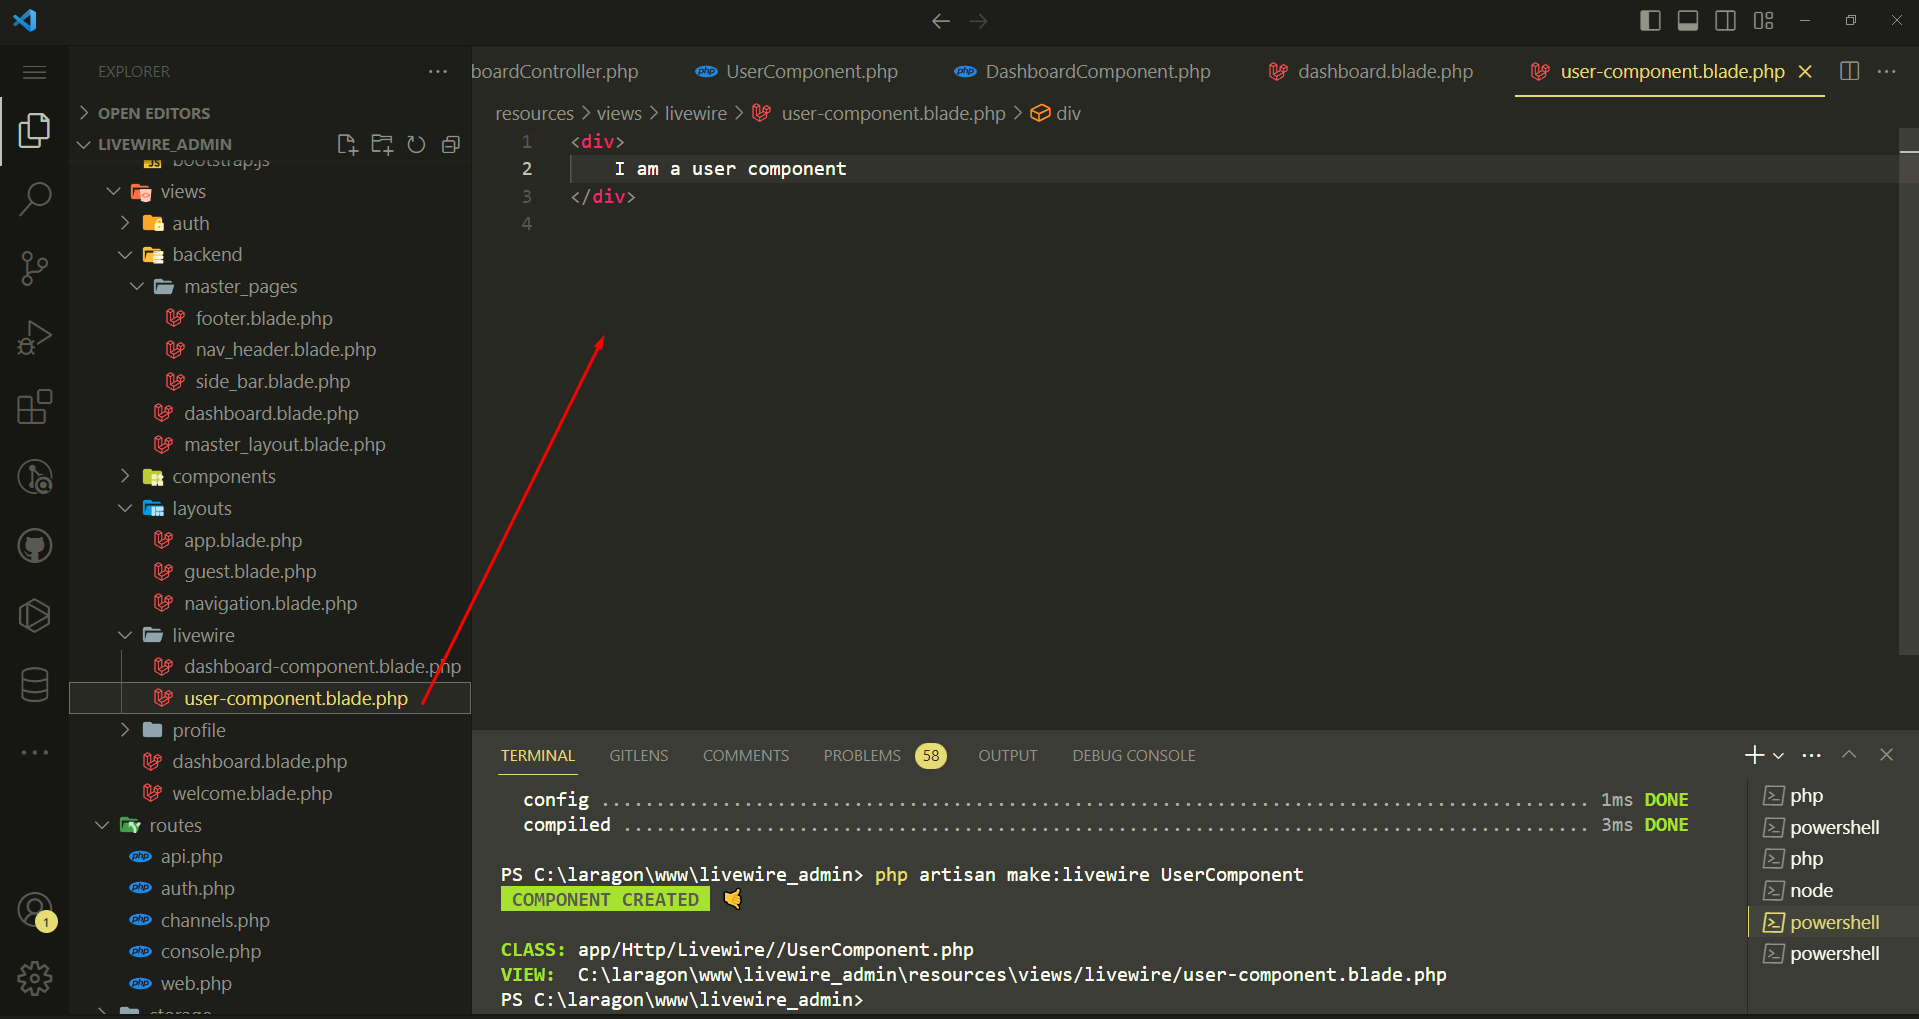 EXPLORER
OPEN EDITORS
LIVEWIRE_ADMIN
bootstrap.js
views
auth
backend
master_pages
footer.blade.php
nav_header.blade.php
side_bar.blade.php
dashboard.blade.php
master_layout.blade.php
components
layouts
app.blade.php
guest.blade.php
navigation.blade.php
livewire
dashboard-component.blade.php
user-component.blade.php
profile
dashboard.blade.php
welcome.blade.php
routes
api.php
auth.php
channels.php
console.php
web.php
storage
1
boardController.php
UserComponent.php
DashboardComponent.php
dashboard.blade.php
user-component.blade.php
resources > views > livewire > user-component.blade.php > div
1 <div>
2 I am a user component
3 </div>
4
TERMINAL GITLENS COMMENTS PROBLEMS 58 OUTPUT DEBUG CONSOLE
config .......................................................................................... 1ms DONE
compiled ........................................................................................ 3ms DONE
PS C:\laragon\www\livewire_admin> php artisan make:livewire UserComponent
COMPONENT CREATED 🤙
CLASS: app/Http/Livewire//UserComponent.php
VIEW: C:\laragon\www\livewire_admin\resources\views/livewire/user-component.blade.php
PS C:\laragon\www\livewire_admin>
php
powershell
php
node
powershell
powershell